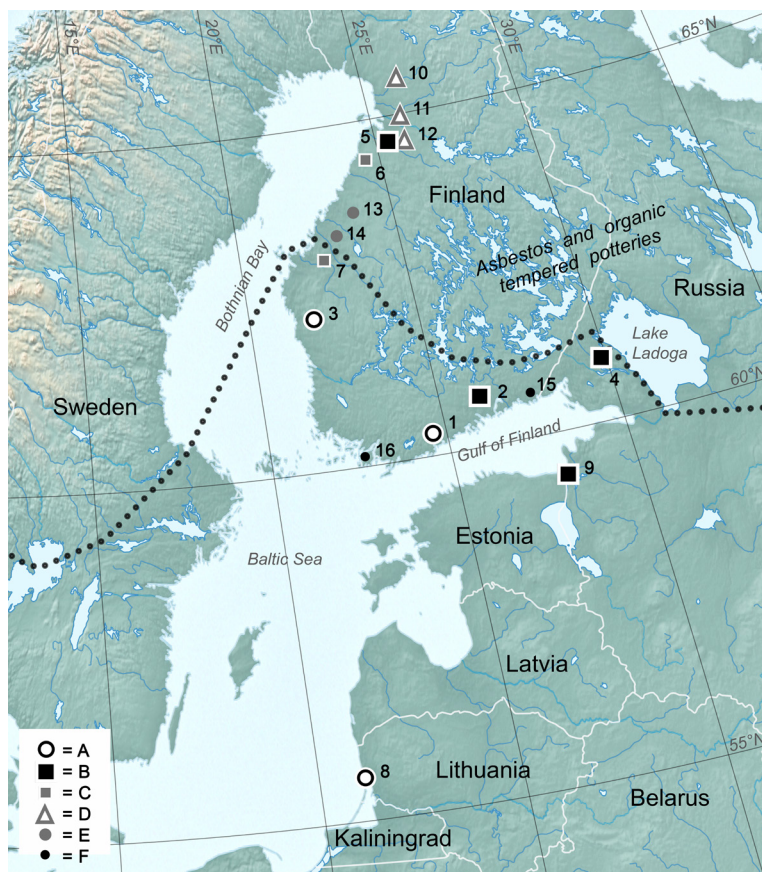 15°E
20°E
25°E
30°E
65°N
10
11
5
12
6
Finland
13
14
Asbestos and organic
tempered potteries
Bothnian Bay
7
Russia
3
Lake
Ladoga
4
60°N
Sweden
2
15
1
Gulf of Finland
16
9
Estonia
Baltic Sea
Latvia
55°N
= A
8
Lithuania
= B
Belarus
= C
= D
Kaliningrad
= E
= F